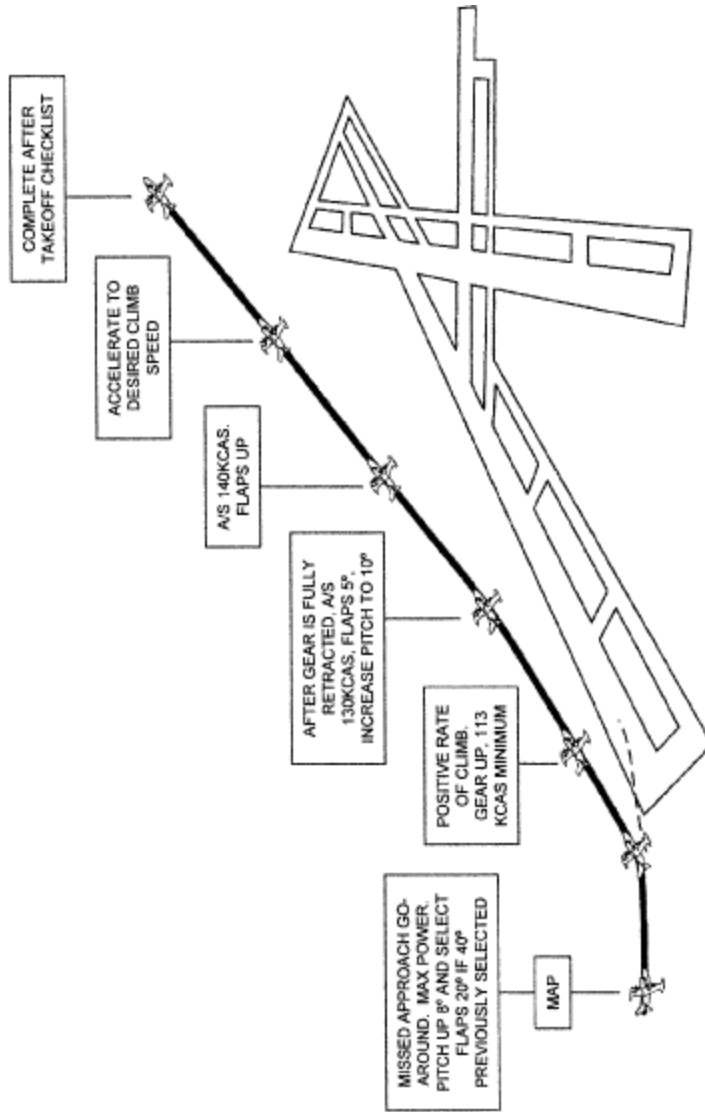 COMPLETE AFTER
TAKEOFF CHECKLIST
ACCELERATE TO
DESIRED CLIMB
SPEED
A/S 140KCAS.
FLAPS UP
AFTER GEAR IS FULLY
RETRACTED, A/S
130KCAS, FLAPS 5º,
INCREASE PITCH TO 10º
POSITIVE RATE
OF CLIMB.
GEAR UP, 113
KCAS MINIMUM
MISSED APPROACH GO-
AROUND. MAX POWER.
PITCH UP 8º AND SELECT
FLAPS 20º IF 40º
PREVIOUSLY SELECTED
MAP